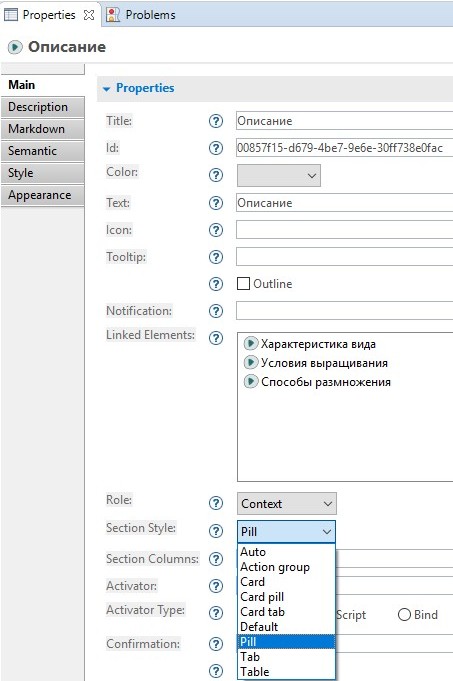 Properties Problems
Описание
Main
Description
Markdown
Semantic
Style
Appearance
Properties
Title: ? Описание
Id: ? 00857f15-d679-4be7-9e6e-30ff738e0fac
Color: ?
Text: ? Описание
Icon: ?
Tooltip: ?
? Outline
Notification: ?
Linked Elements: ?
Характеристика вида
Условия выращивания
Способы размножения
Role: ? Context
Section Style: ? Pill
Section Columns: ?
Activator: ?
Activator Type: ? Script Bind
Confirmation: ?
?
Auto
Action group
Card
Card pill
Card tab
Default
Pill
Tab
Table